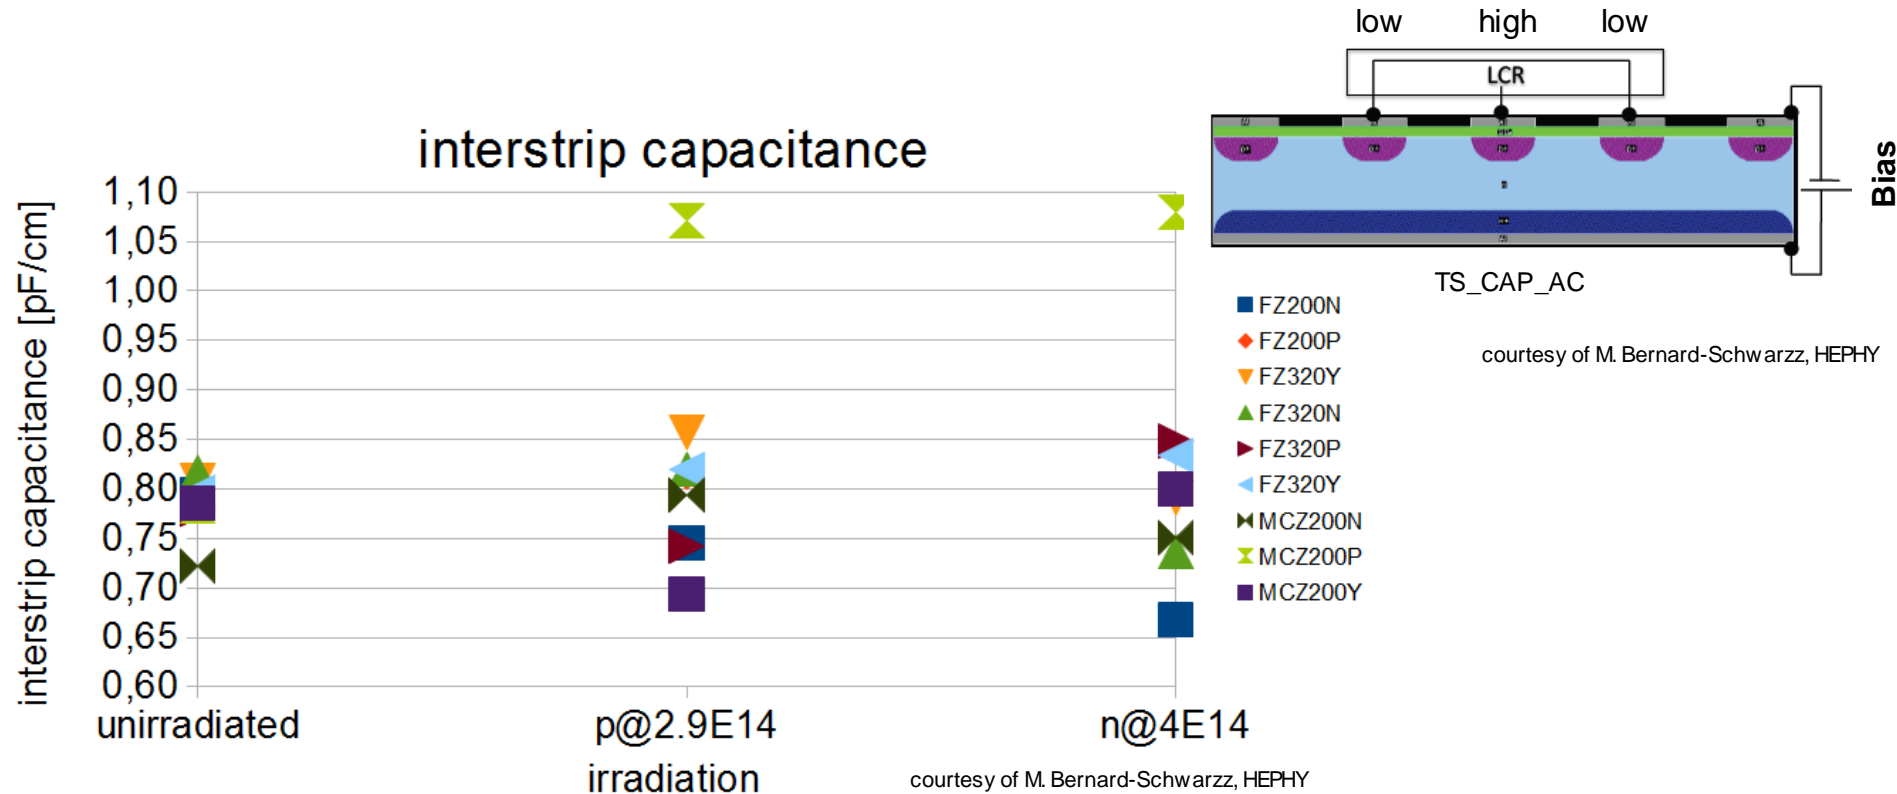 low high low
LCR
Bias
TS_CAP_AC
courtesy of M. Bernard-Schwarzz, HEPHY
interstrip capacitance
interstrip capacitance [pF/cm]
1,10
1,05
1,00
0,95
0,90
0,85
0,80
0,75
0,70
0,65
0,60
unirradiated p@2.9E14 n@4E14
irradiation
FZ200N
FZ200P
FZ320Y
FZ320N
FZ320P
FZ320Y
MCZ200N
MCZ200P
MCZ200Y
courtesy of M. Bernard-Schwarzz, HEPHY